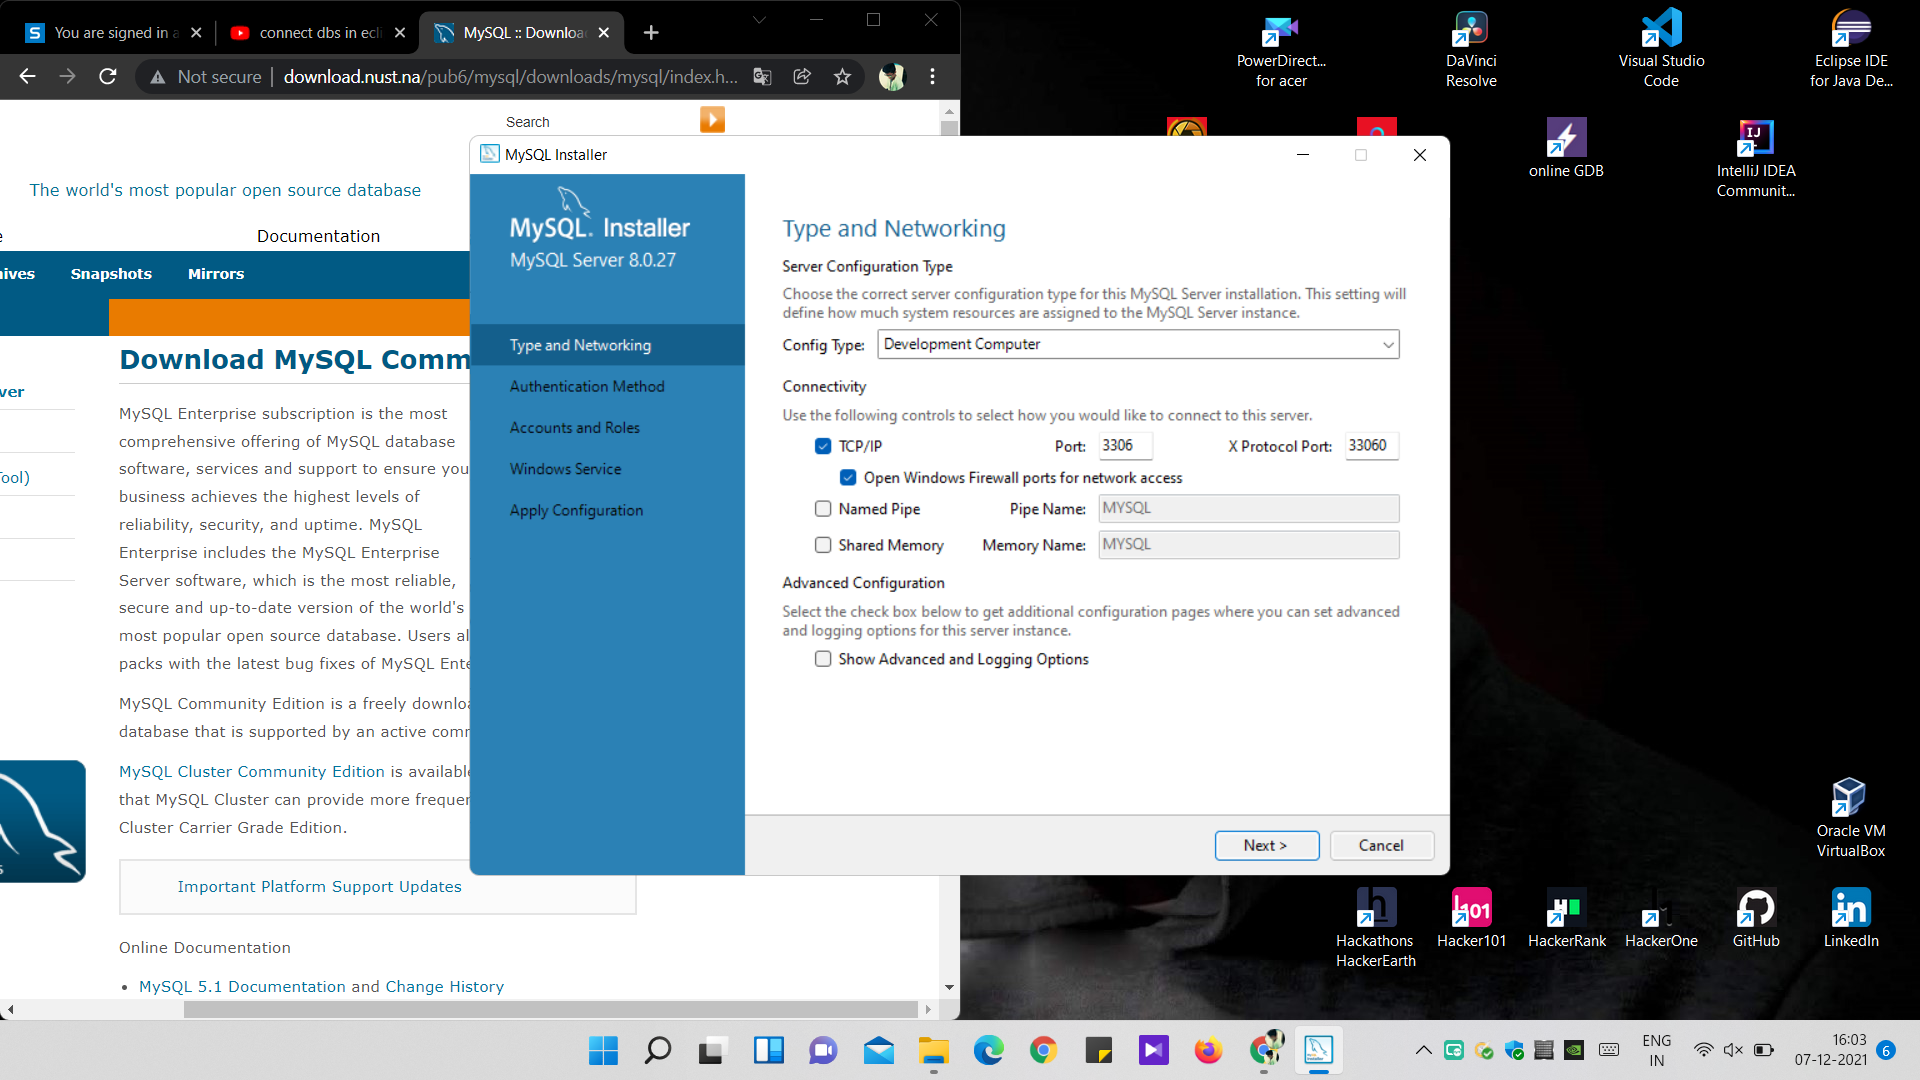 You are signed in a
connect dbs in ecli
MySQL :: Downloa
Not secure
download.nust.na/pub6/mysql/downloads/mysql/index.h...
Search
The world's most popular open source database
Documentation
Snapshots
Mirrors
Download MySQL Comm
MySQL Enterprise subscription is the most
comprehensive offering of MySQL database
software, services and support to ensure you
business achieves the highest levels of
reliability, security, and uptime. MySQL
Enterprise includes the MySQL Enterprise
Server software, which is the most reliable,
secure and up-to-date version of the world's
most popular open source database. Users al
packs with the latest bug fixes of MySQL Ente
MySQL Community Edition is a freely downloa
database that is supported by an active comm
MySQL Cluster Community Edition is available
that MySQL Cluster can provide more frequen
Cluster Carrier Grade Edition.
Important Platform Support Updates
Online Documentation
MySQL 5.1 Documentation and Change History
ives
ver
ool)
MySQL Installer
MySQL. Installer
MySQL Server 8.0.27
Type and Networking
Authentication Method
Accounts and Roles
Windows Service
Apply Configuration
Type and Networking
Server Configuration Type
Choose the correct server configuration type for this MySQL Server installation. This setting will
define how much system resources are assigned to the MySQL Server instance.
Config Type: Development Computer
Connectivity
Use the following controls to select how you would like to connect to this server.
TCP/IP Port: 3306 X Protocol Port: 33060
Open Windows Firewall ports for network access
Named Pipe Pipe Name: MYSQL
Shared Memory Memory Name: MYSQL
Advanced Configuration
Select the check box below to get additional configuration pages where you can set advanced
and logging options for this server instance.
Show Advanced and Logging Options
Next >
Cancel
PowerDirect...
for acer
DaVinci
Resolve
Visual Studio
Code
Eclipse IDE
for Java De...
online GDB
IJ
IntelliJ IDEA
Communit...
Oracle VM
VirtualBox
h
Hackathons
HackerEarth
101
Hacker101
H
HackerRank
HackerOne
GitHub
in
LinkedIn
ENG
IN
16:03
07-12-2021
6